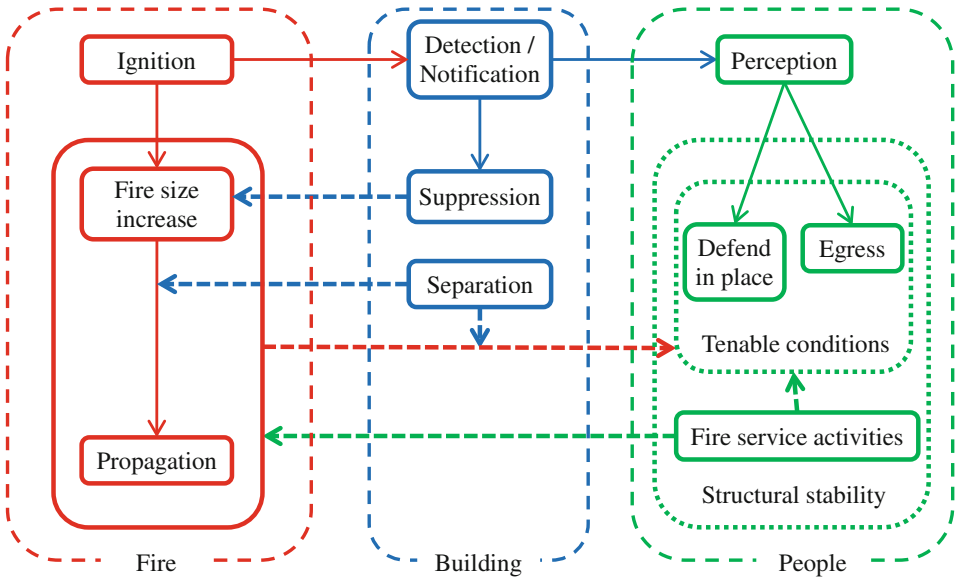 Ignition
Detection /
Notification
Perception
Fire size
increase
Suppression
Defend
in place
Egress
Separation
Tenable conditions
Propagation
Fire service activities
Structural stability
Fire
Building
People